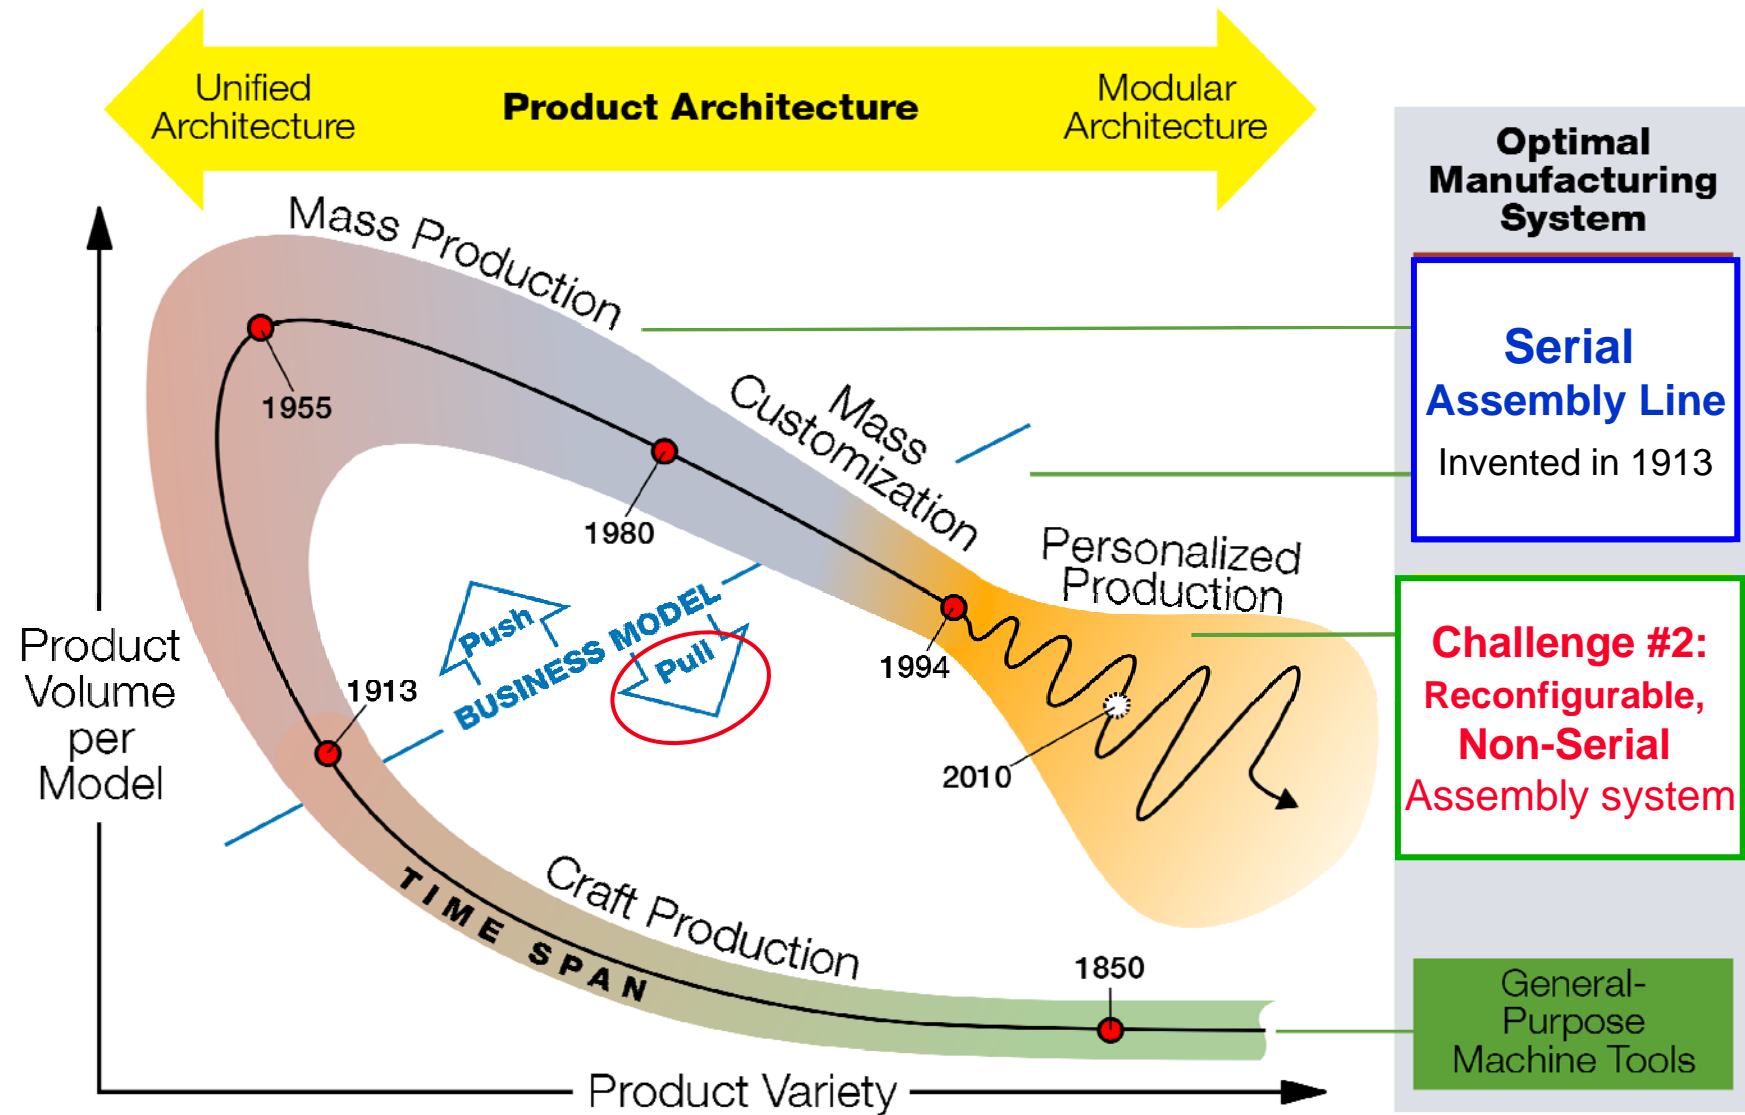 Unified
Architecture
Product Architecture
Modular
Architecture
Optimal
Manufacturing
System
Mass Production
Serial
Assembly Line
Invented in 1913
1955
Mass
Customization
1980
Personalized
Production
Push
BUSINESS MODEL
Pull
Product
Volume
per
Model
1913
1994
2010
Challenge #2:
Reconfigurable,
Non-Serial
Assembly system
Craft Production
TIME SPAN
1850
General-
Purpose
Machine Tools
Product Variety